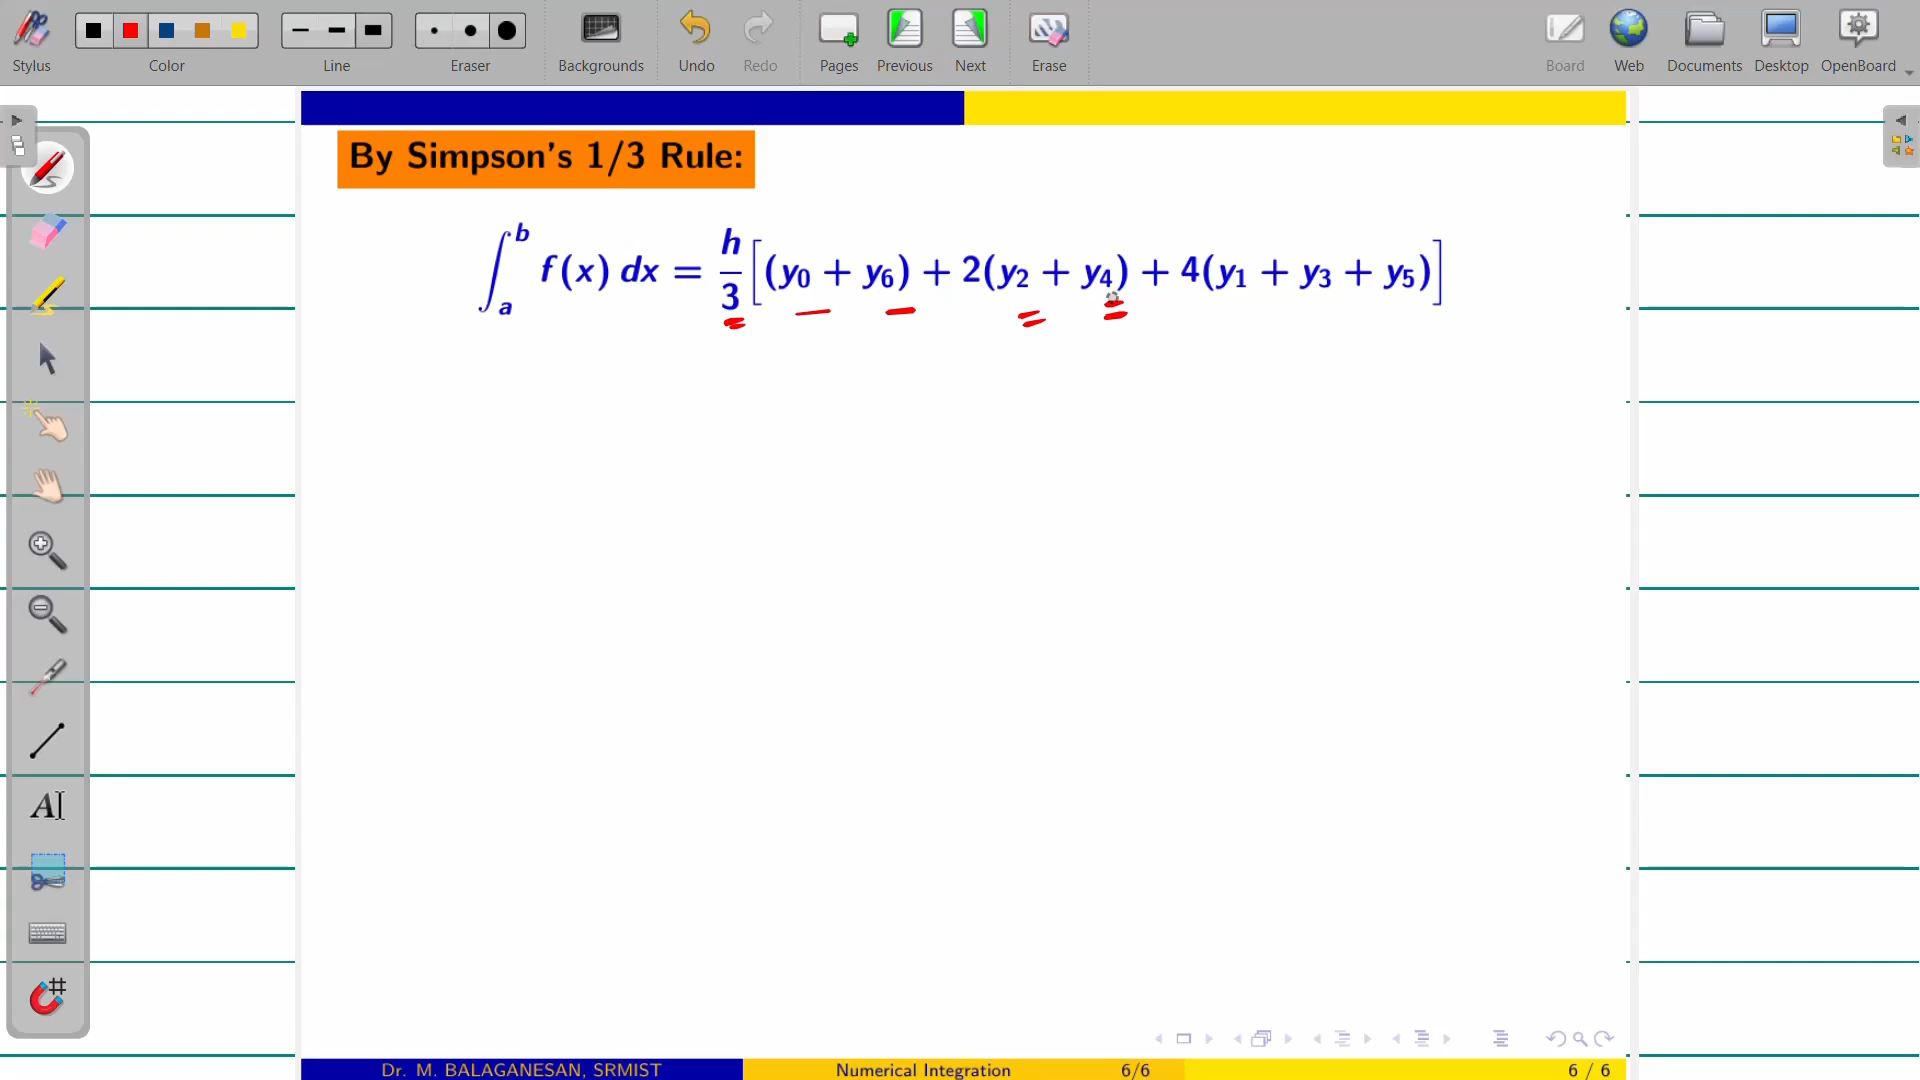 Stylus Color Line Eraser Backgrounds Undo Redo Pages Previous Next Erase Board Web Documents Desktop OpenBoard
By Simpson's 1/3 Rule:
∫_a^b f(x) dx = h/3 [(y₀ + y₆) + 2(y₂ + y₄) + 4(y₁ + y₃ + y₅)]
AI
Dr. M. BALAGANESAN, SRMIST Numerical Integration 6/6 6 / 6